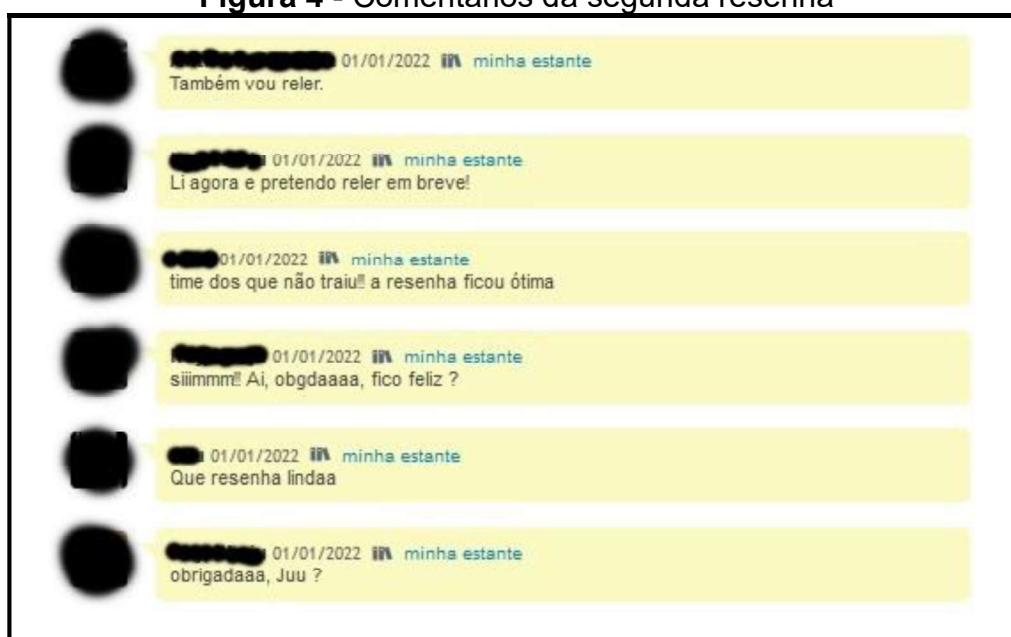 Figura 4 - Comentários da segunda resenha
01/01/2022 minha estante
Também vou reler.
01/01/2022 minha estante
Li agora e pretendo reler em breve!
01/01/2022 minha estante
time dos que não traiu!! a resenha ficou ótima
01/01/2022 minha estante
siiimmm!! Ai, obgdaaaa, fico feliz ?
01/01/2022 minha estante
Que resenha lindaa
01/01/2022 minha estante
obrigadaaa, Juu ?